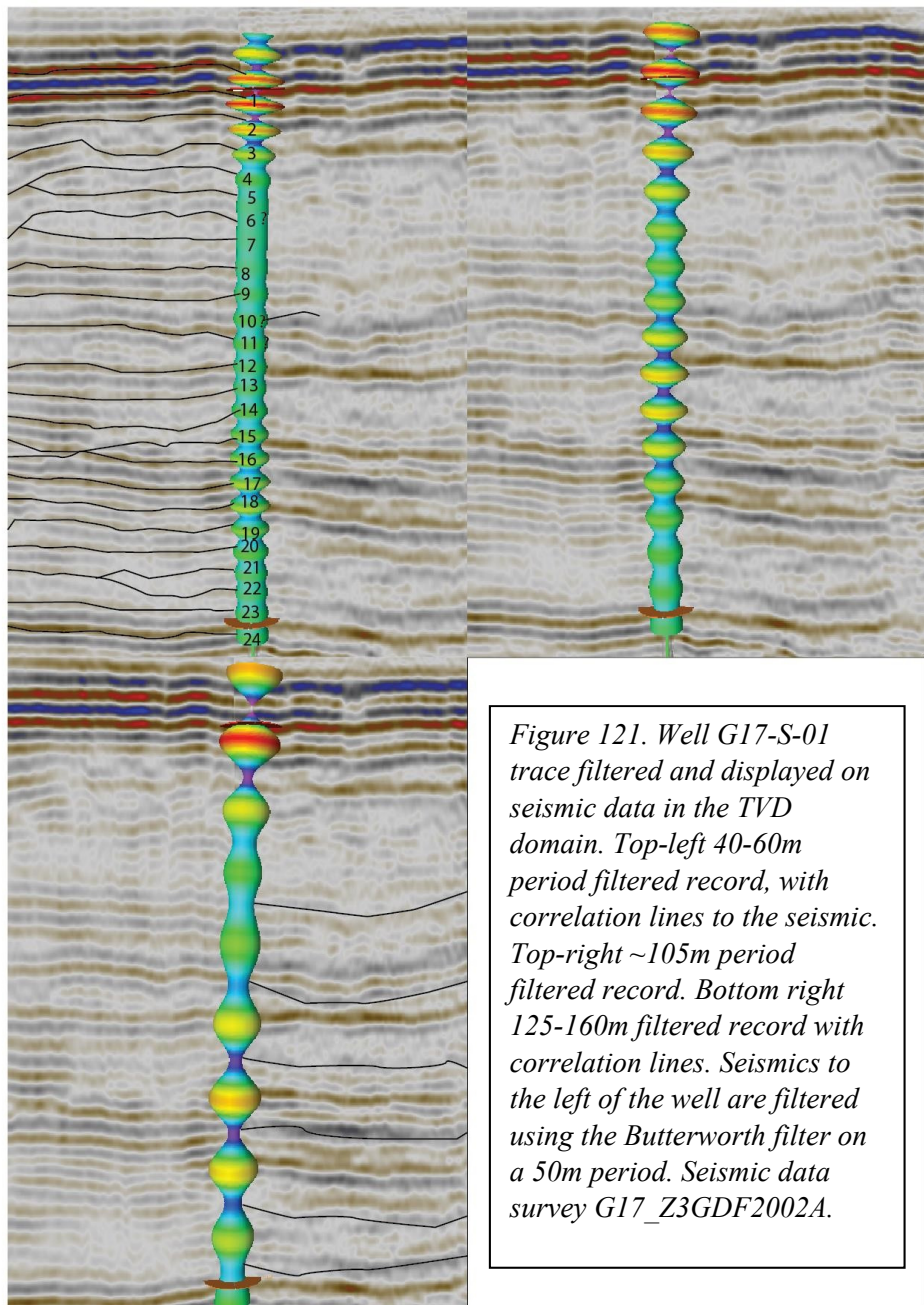 1
2
3
4
5
6 ?
7
8
9
10 ?
11
12
13
14
15
16
17
18
19
20
21
22
23
24
Figure 121. Well G17-S-01
trace filtered and displayed on
seismic data in the TVD
domain. Top-left 40-60m
period filtered record, with
correlation lines to the seismic.
Top-right ~105m period
filtered record. Bottom right
125-160m filtered record with
correlation lines. Seismics to
the left of the well are filtered
using the Butterworth filter on
a 50m period. Seismic data
survey G17_Z3GDF2002A.